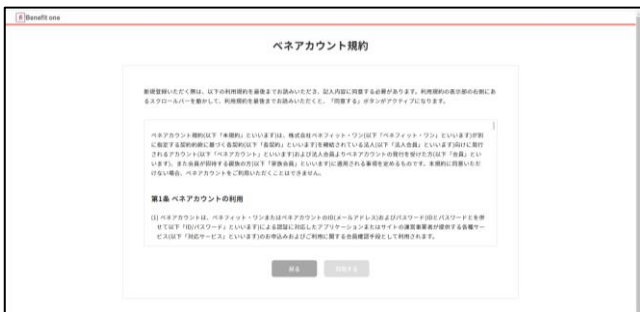 Benefit one
ベネアカウント規約
新規登録いただく際は、以下の利用規約を最後までお読みいただき、記入内容に同意する必要があります。利用規約の表示部の右側にあ
るスクロールバーを動かして、利用規約を最後までお読みいただくと、「同意する」ボタンがアクティブになります。
ベネアカウント規約(以下「本規約」といいます)は、株式会社ベネフィット・ワン(以下「ベネフィット・ワン」といいます)が別
に指定する契約約款に基づく各契約(以下「各契約」といいます)を締結されている法人(以下「法人会員」といいます)向けに発行
されるアカウント(以下「ベネアカウント」といいます)および法人会員よりベネアカウントの発行を受けた方(以下「会員」とい
います)、また会員が招待する親族の方(以下「家族会員」といいます)に適用される事項を定めるものです。本規約に同意いただ
けない場合、ベネアカウントをご利用いただくことはできません。
第1条 ベネアカウントの利用
(1) ベネアカウントは、ベネフィット・ワンまたはベネアカウントのID(メールアドレス)およびパスワード(IDとパスワードとを併
せて以下「ID/パスワード」といいます)による認証に対応したアプリケーションまたはサイトの運営事業者が提供する各種サー
ビス(以下「対応サービス」といいます)のお申込みおよびご利用に関する会員確認手段として利用されます。
戻る 同意する